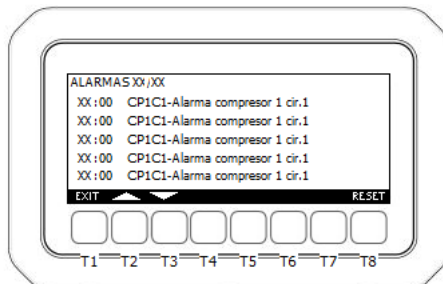 ALARMAS XX/XX
XX:00 CP1C1-Alarma compresor 1 cir.1
XX:00 CP1C1-Alarma compresor 1 cir.1
XX:00 CP1C1-Alarma compresor 1 cir.1
XX:00 CP1C1-Alarma compresor 1 cir.1
XX:00 CP1C1-Alarma compresor 1 cir.1
EXIT RESET
T1 T2 T3 T4 T5 T6 T7 T8